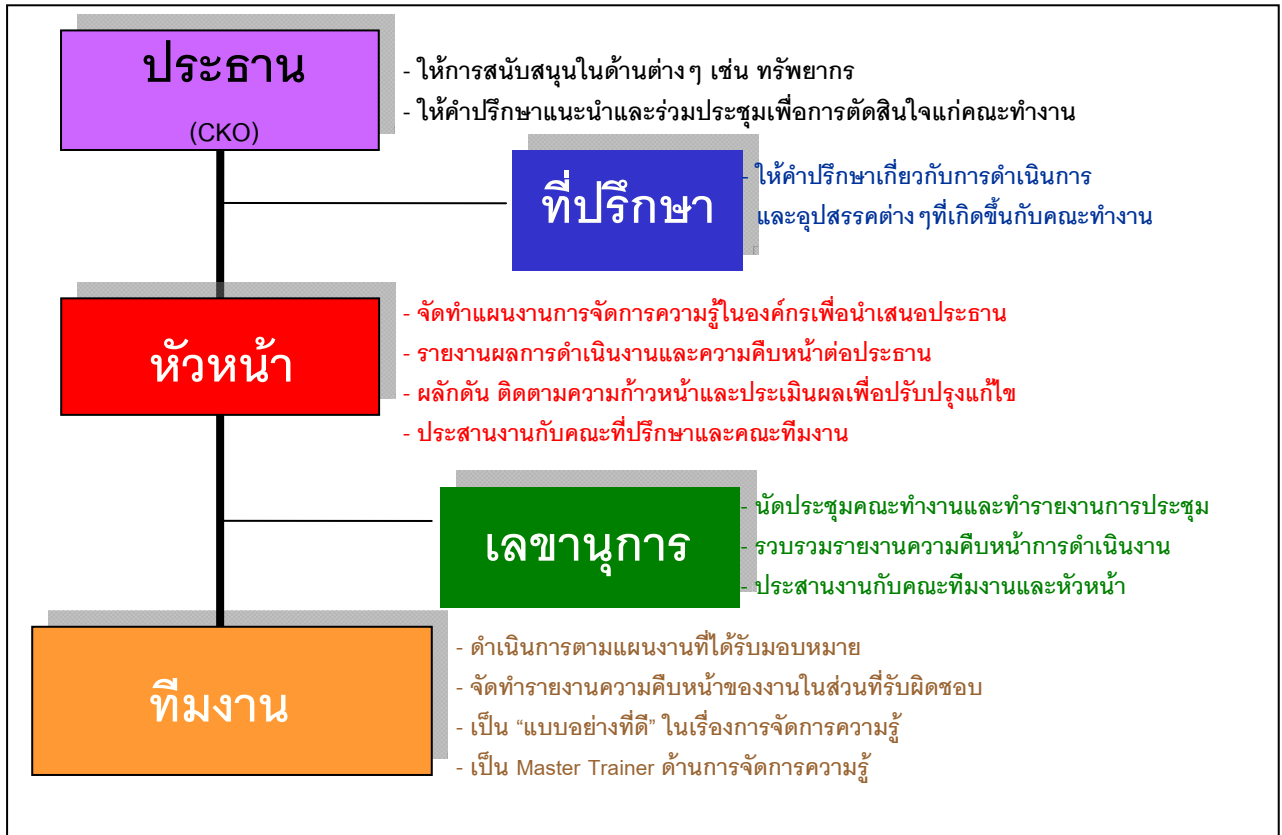 ประธาน
(CKO)
- ให้การสนับสนุนในด้านต่างๆ เช่น ทรัพยากร
- ให้คำปรึกษาแนะนำและร่วมประชุมเพื่อการตัดสินใจแก่คณะทำงาน
ที่ปรึกษา
- ให้คำปรึกษาเกี่ยวกับการดำเนินการ
และอุปสรรคต่าง ๆที่เกิดขึ้นกับคณะทำงาน
หัวหน้า
- จัดทำแผนงานการจัดการความรู้ในองค์กรเพื่อนำเสนอประธาน
- รายงานผลการดำเนินงานและความคืบหน้าต่อประธาน
- ผลักดัน ติดตามความก้าวหน้าและประเมินผลเพื่อปรับปรุงแก้ไข
- ประสานงานกับคณะที่ปรึกษาและคณะทีมงาน
เลขานุการ
- นัดประชุมคณะทำงานและทำรายงานการประชุม
- รวบรวมรายงานความคืบหน้าการดำเนินงาน
- ประสานงานกับคณะทีมงานและหัวหน้า
ทีมงาน
- ดำเนินการตามแผนงานที่ได้รับมอบหมาย
- จัดทำรายงานความคืบหน้าของงานในส่วนที่รับผิดชอบ
- เป็น “แบบอย่างที่ดี” ในเรื่องการจัดการความรู้
- เป็น Master Trainer ด้านการจัดการความรู้